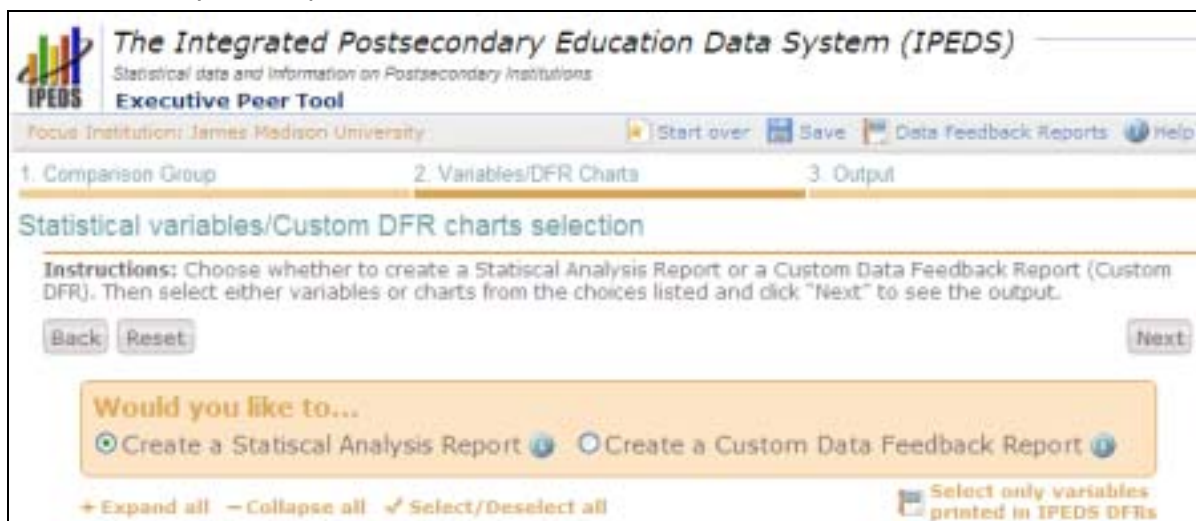 The Integrated Postsecondary Education Data System (IPEDS)
Statistical data and information on Postsecondary Institutions
IPEDS
Executive Peer Tool
Focus Institution: James Madison University
Start over Save Data Feedback Reports Help
1. Comparison Group 2. Variables/DFR Charts 3. Output
Statistical variables/Custom DFR charts selection
Instructions: Choose whether to create a Statiscal Analysis Report or a Custom Data Feedback Report (Custom
DFR). Then select either variables or charts from the choices listed and click "Next" to see the output.
Back Reset Next
Would you like to...
Create a Statiscal Analysis Report Create a Custom Data Feedback Report
+ Expand all − Collapse all ✓ Select/Deselect all
Select only variables
printed in IPEDS DFRs